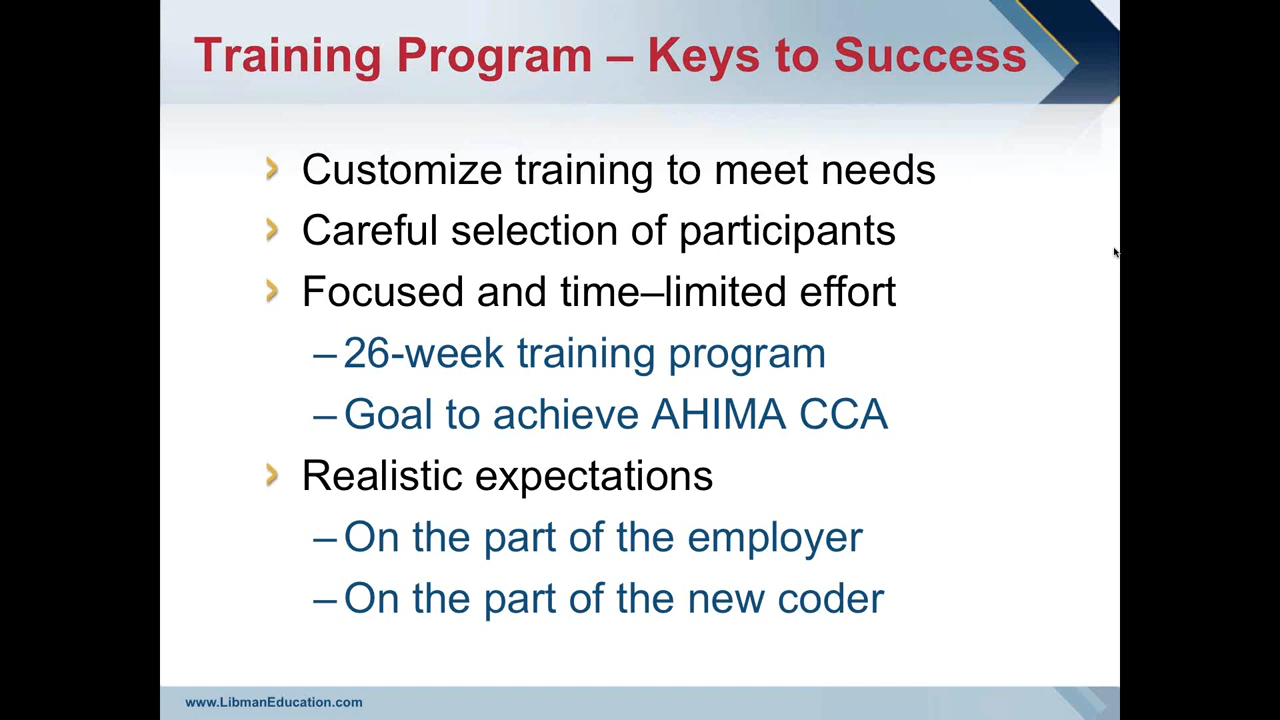 Training Program – Keys to Success
Customize training to meet needs
Careful selection of participants
Focused and time–limited effort
–26-week training program
–Goal to achieve AHIMA CCA
Realistic expectations
–On the part of the employer
–On the part of the new coder
www.LibmanEducation.com